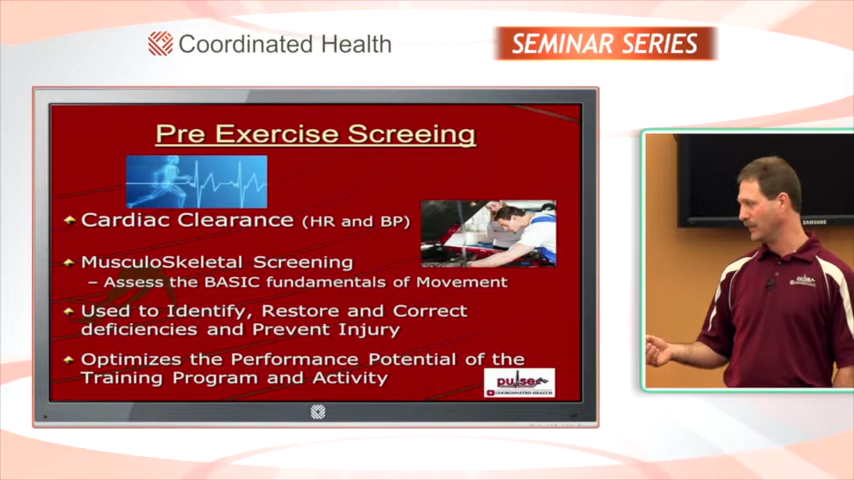 Coordinated Health
SEMINAR SERIES
Pre Exercise Screeing
Cardiac Clearance (HR and BP)
MusculoSkeletal Screening
– Assess the BASIC fundamentals of Movement
Used to Identify, Restore and Correct
deficiencies and Prevent Injury
Optimizes the Performance Potential of the
Training Program and Activity
pulse
COORDINATED HEALTH
SAMSUNG